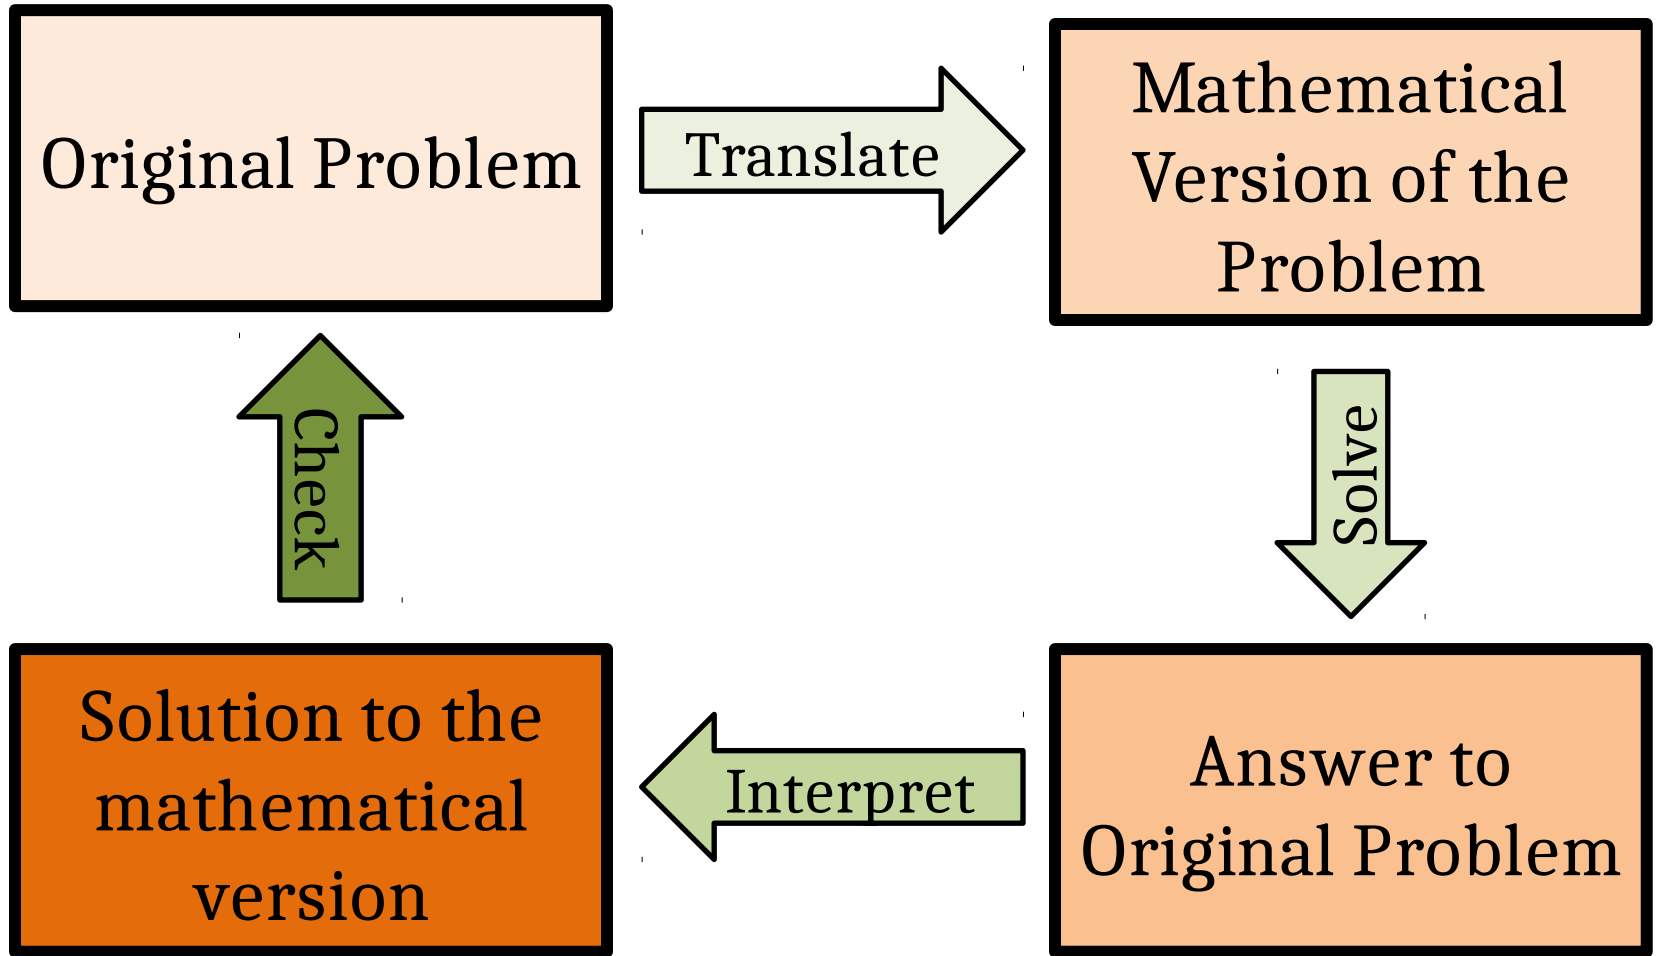 Original Problem
Translate
Mathematical
Version of the
Problem
Check
Solve
Solution to the
mathematical
version
Interpret
Answer to
Original Problem